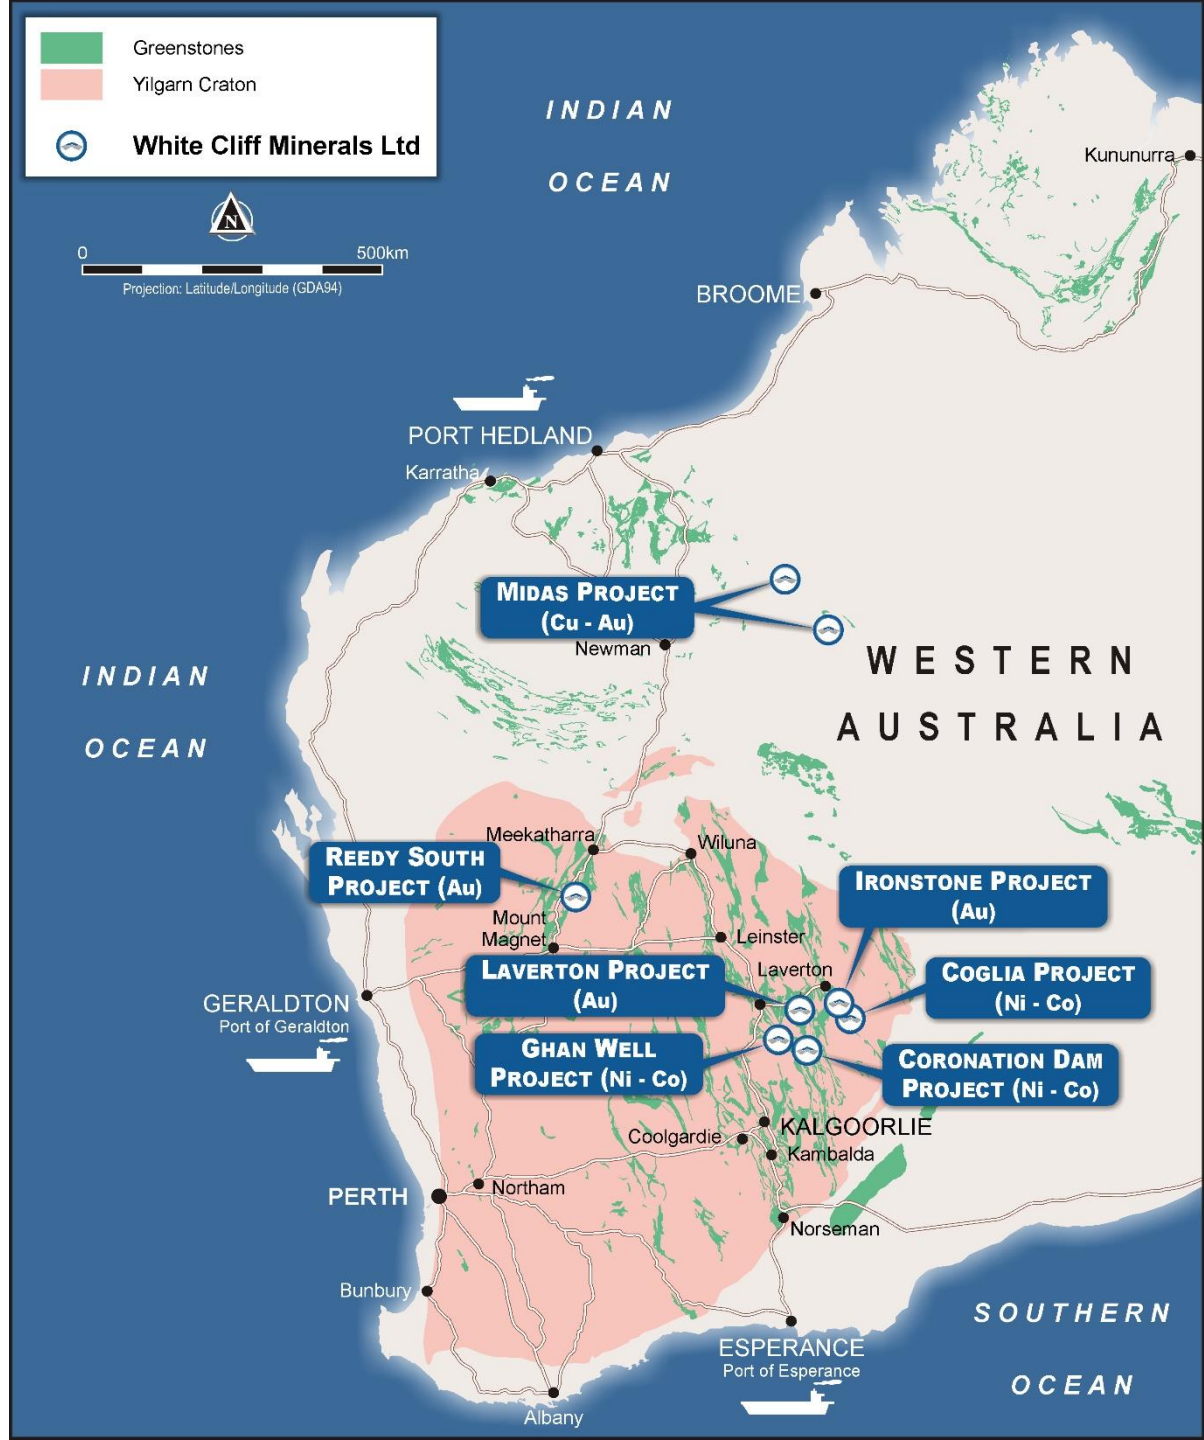 Greenstones
Yilgarn Craton
White Cliff Minerals Ltd
N
0 500km
Projection: Latitude/Longitude (GDA94)
INDIAN
OCEAN
Kununurra
BROOME
PORT HEDLAND
Karratha
MIDAS PROJECT
(Cu - Au)
Newman
WESTERN
AUSTRALIA
INDIAN
OCEAN
Meekatharra
Wiluna
REEDY SOUTH
PROJECT (Au)
IRONSTONE PROJECT
(Au)
Mount
Magnet
Leinster
LAVERTON PROJECT
(Au)
Laverton
COGLIA PROJECT
(Ni - Co)
GERALDTON
Port of Geraldton
GHAN WELL
PROJECT (Ni - Co)
CORONATION DAM
PROJECT (Ni - Co)
KALGOORLIE
Coolgardie
Kambalda
PERTH
Northam
Norseman
Bunbury
SOUTHERN
OCEAN
ESPERANCE
Port of Esperance
Albany